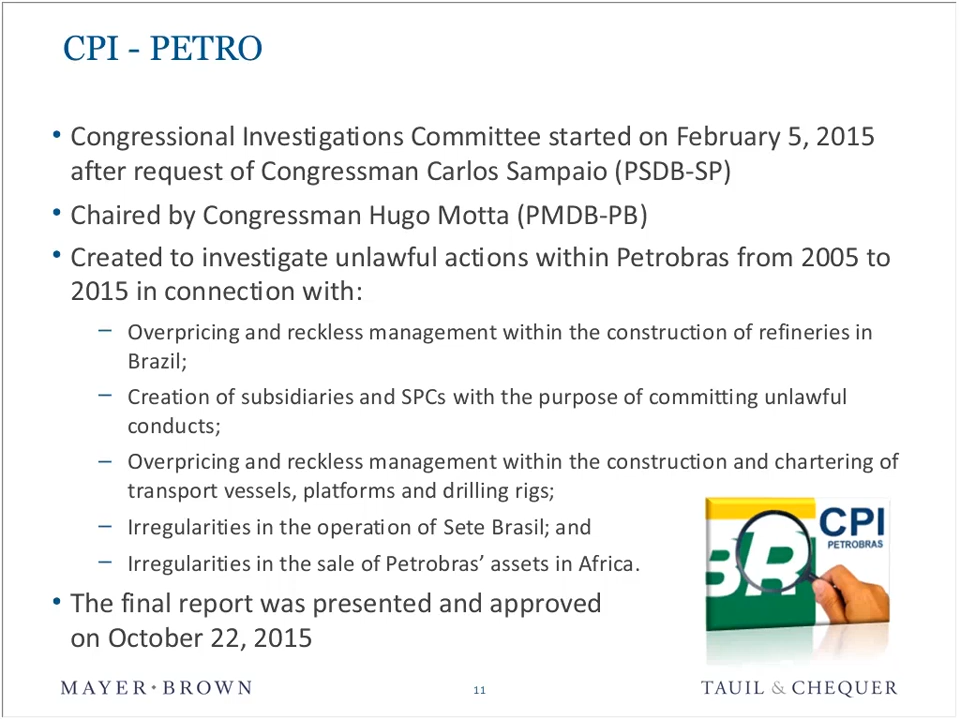 CPI - PETRO
• Congressional Investigations Committee started on February 5, 2015
after request of Congressman Carlos Sampaio (PSDB-SP)
• Chaired by Congressman Hugo Motta (PMDB-PB)
• Created to investigate unlawful actions within Petrobras from 2005 to
2015 in connection with:
– Overpricing and reckless management within the construction of refineries in
Brazil;
– Creation of subsidiaries and SPCs with the purpose of committing unlawful
conducts;
– Overpricing and reckless management within the construction and chartering of
transport vessels, platforms and drilling rigs;
– Irregularities in the operation of Sete Brasil; and
– Irregularities in the sale of Petrobras’ assets in Africa.
• The final report was presented and approved
on October 22, 2015
BR
CPI
PETROBRAS
MAYER • BROWN
11
TAUIL & CHEQUER